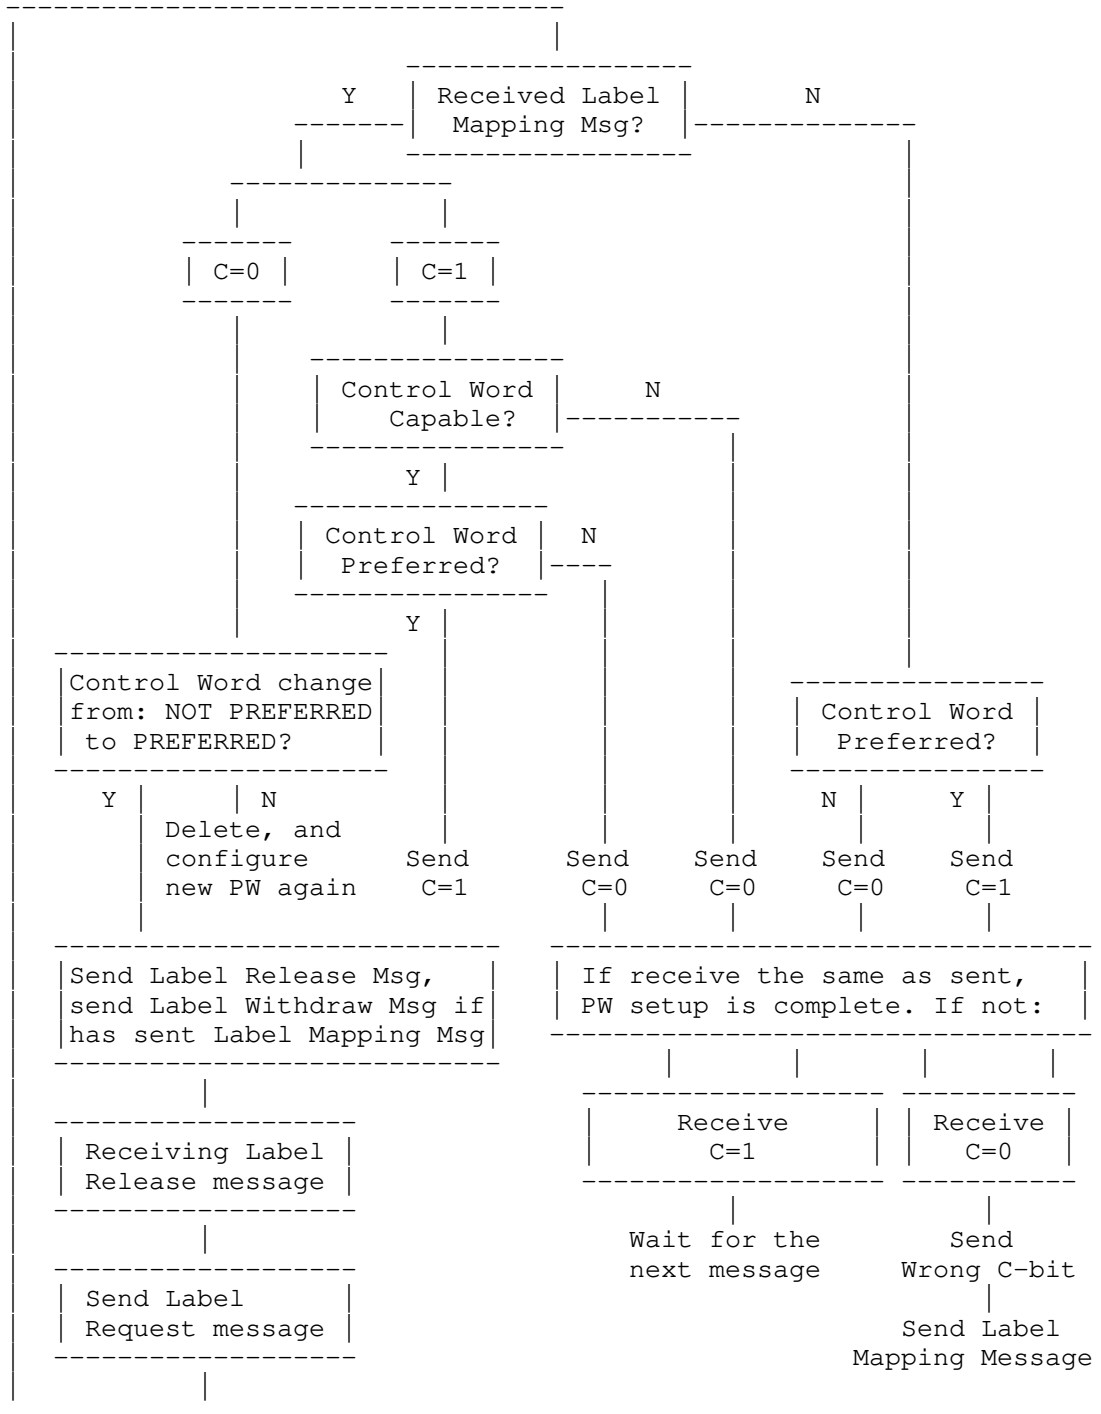 Y Received Label N
Mapping Msg?
C=0 C=1
Control Word N
Capable?
Y
Control Word N
Preferred?
Y
Control Word change
from: NOT PREFERRED Control Word
to PREFERRED? Preferred?
Y N N Y
Delete, and
configure Send Send Send Send Send
new PW again C=1 C=0 C=0 C=0 C=1
Send Label Release Msg, If receive the same as sent,
send Label Withdraw Msg if PW setup is complete. If not:
has sent Label Mapping Msg
Receive Receive
Receiving Label C=1 C=0
Release message
Wait for the Send
next message Wrong C-bit
Send Label
Request message Send Label
Mapping Message